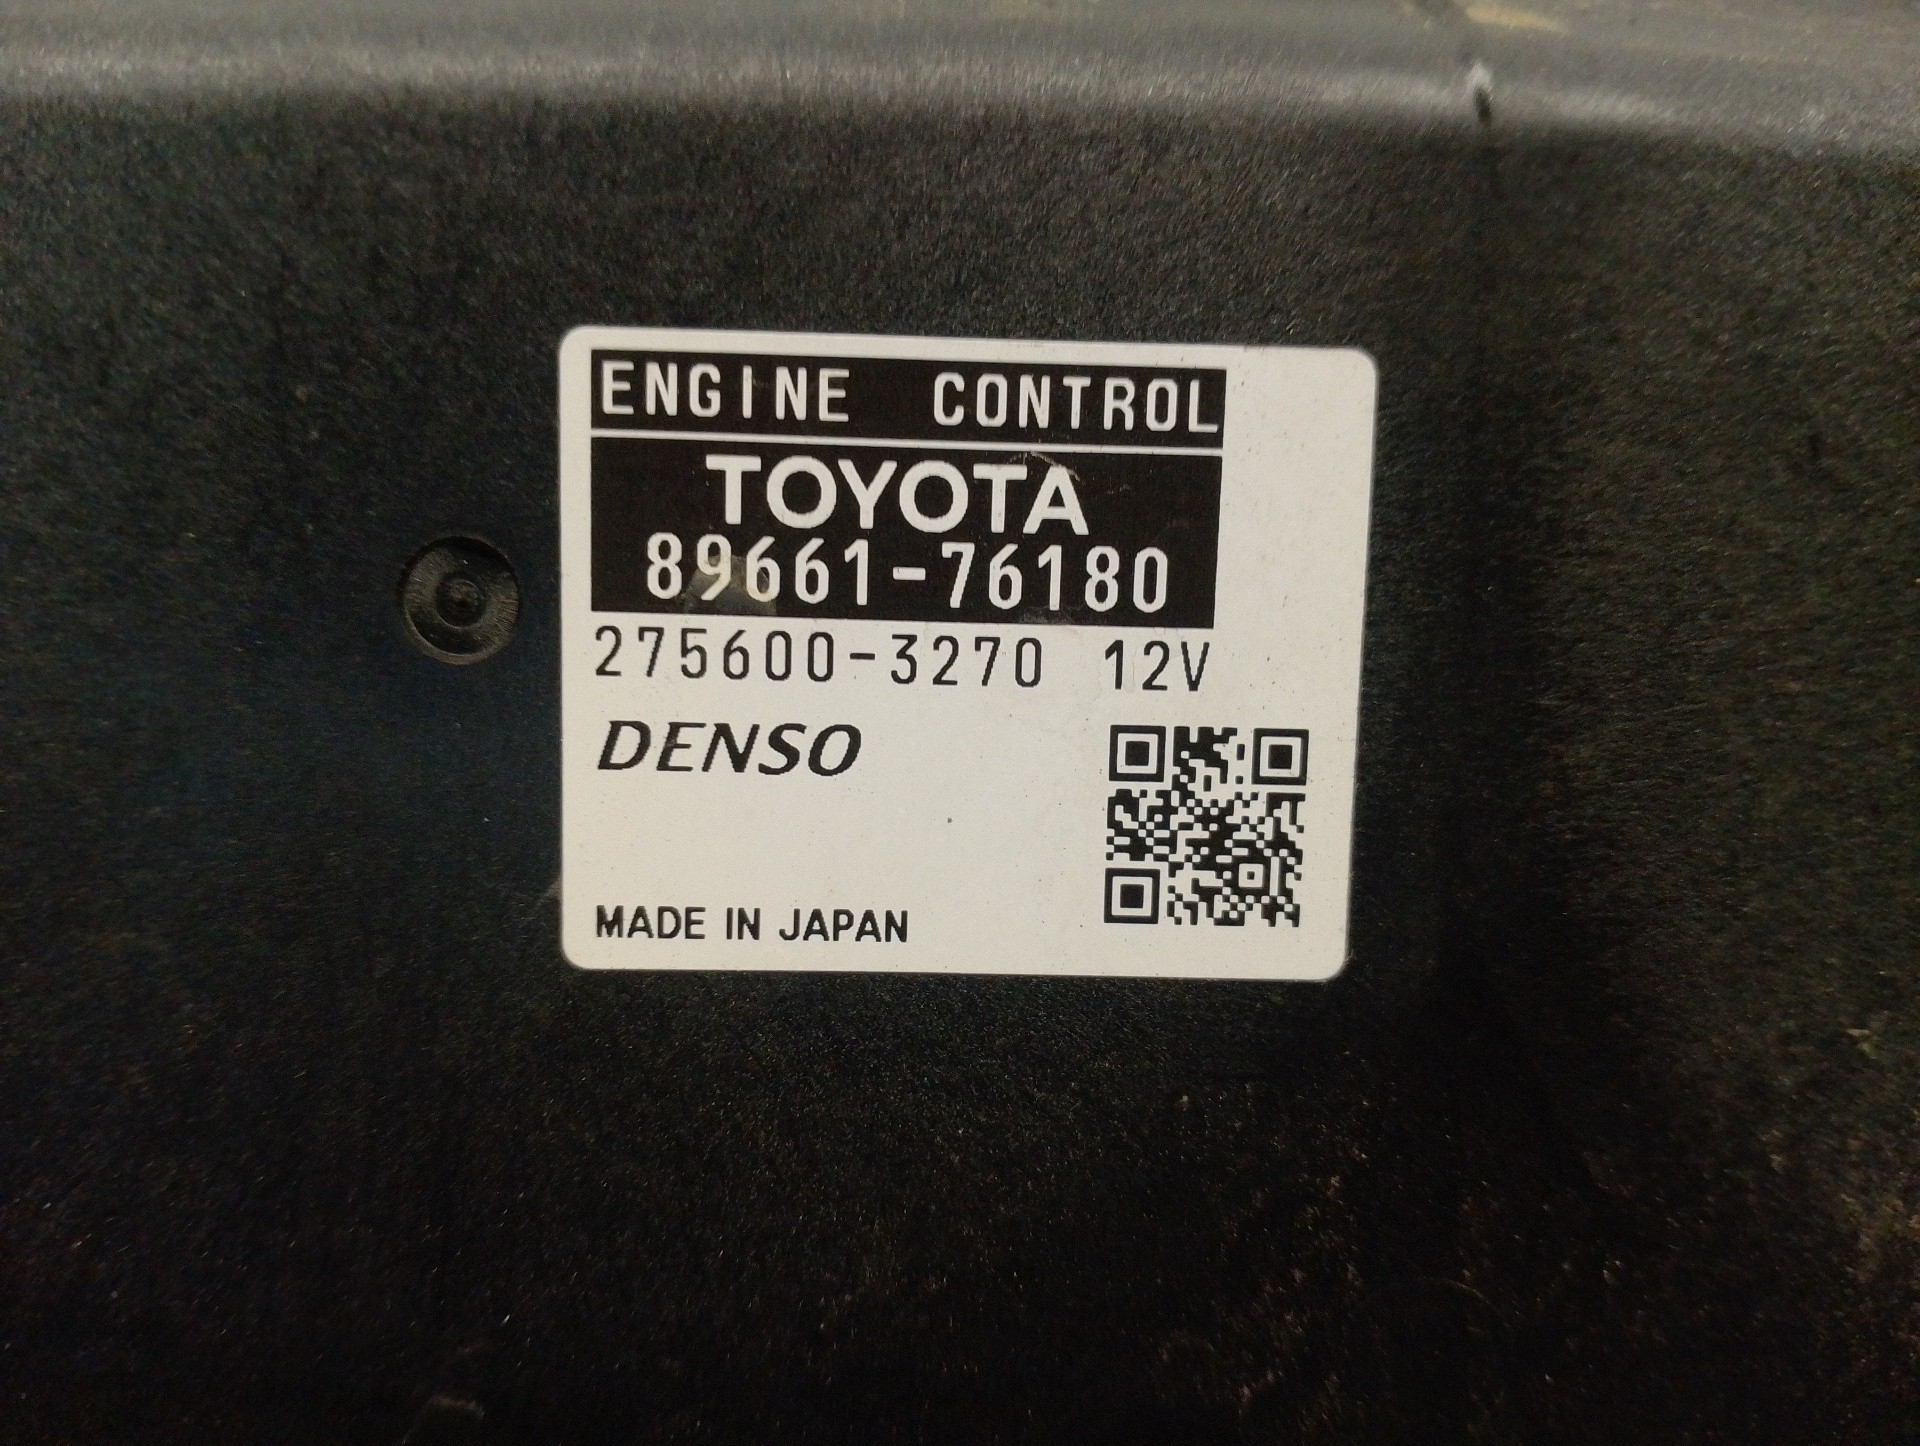 ENGINE CONTROL
TOYOTA
89661-76180
275600-3270 12V
DENSO
MADE IN JAPAN